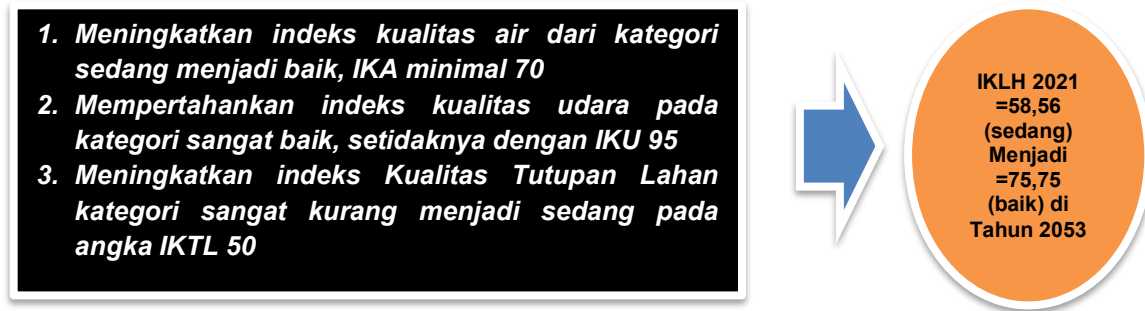 1. Meningkatkan indeks kualitas air dari kategori
sedang menjadi baik, IKA minimal 70
2. Mempertahankan indeks kualitas udara pada
kategori sangat baik, setidaknya dengan IKU 95
3. Meningkatkan indeks Kualitas Tutupan Lahan
kategori sangat kurang menjadi sedang pada
angka IKTL 50
IKLH 2021
=58,56
(sedang)
Menjadi
=75,75
(baik) di
Tahun 2053